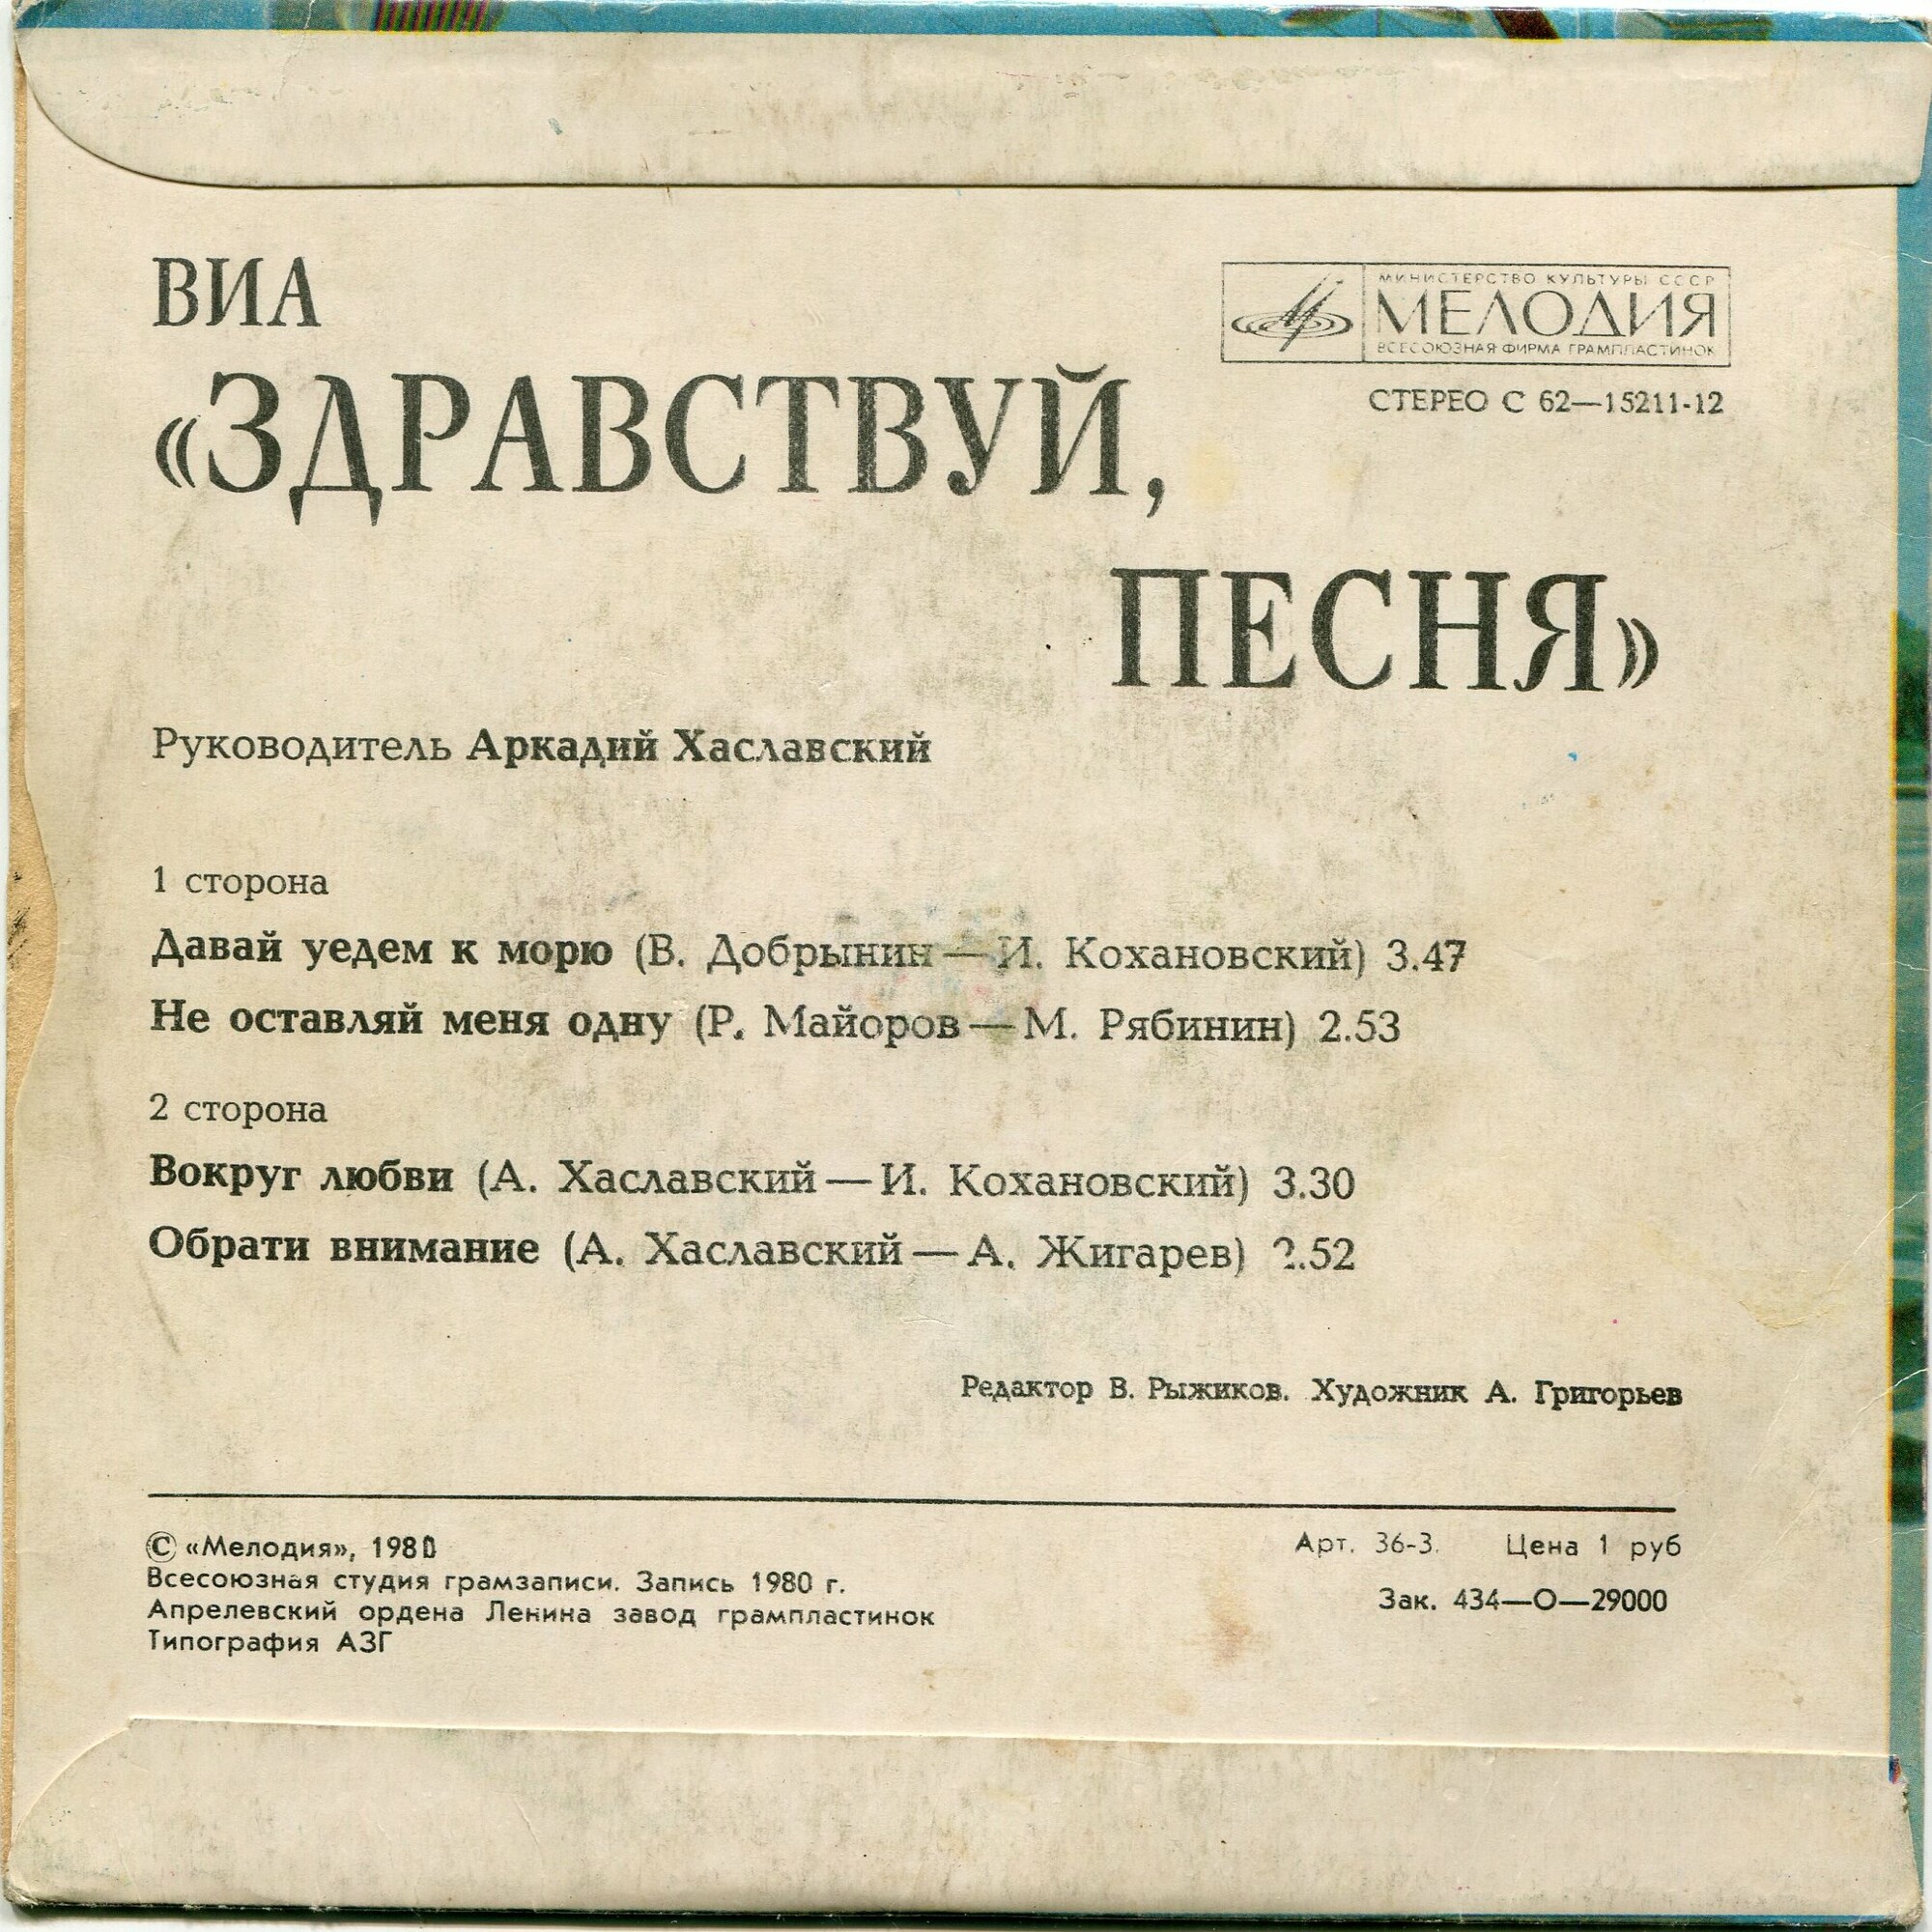 ВИА
«ЗДРАВСТВУЙ,
ПЕСНЯ»
МИНИСТЕРСТВО КУЛЬТУРЫ СССР
МЕЛОДИЯ
ВСЕСОЮЗНАЯ ФИРМА ГРАМПЛАСТИНОК
СТЕРЕО С 62—15211-12
Руководитель Аркадий Хаславский
1 сторона
Давай уедем к морю (В. Добрынин — И. Кохановский) 3.47
Не оставляй меня одну (Р. Майоров — М. Рябинин) 2.53
2 сторона
Вокруг любви (А. Хаславский — И. Кохановский) 3.30
Обрати внимание (А. Хаславский — А. Жигарев) 2.52
Редактор В. Рыжиков. Художник А. Григорьев
© «Мелодия», 1980
Всесоюзная студия грамзаписи. Запись 1980 г.
Апрелевский ордена Ленина завод грампластинок
Типография АЗГ
Арт. 36-3. Цена 1 руб
Зак. 434—О—29000